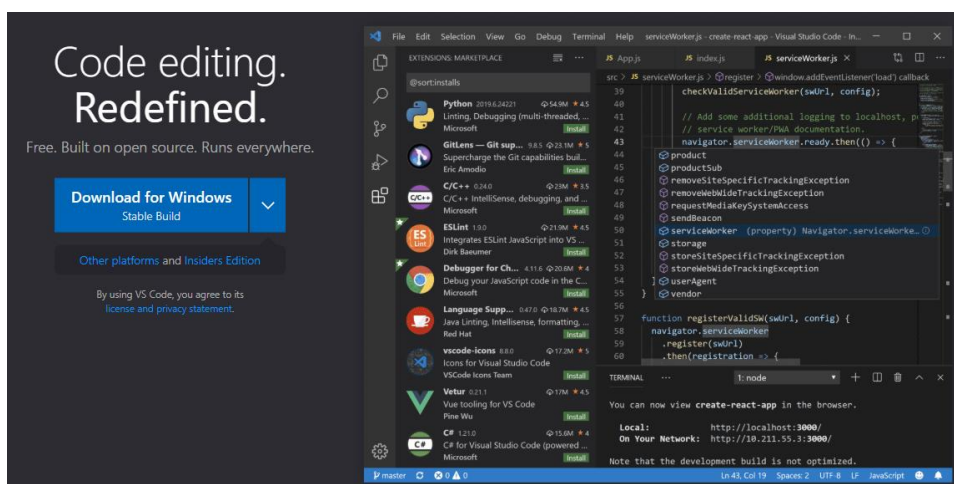 Code editing.
Redefined.
Free. Built on open source. Runs everywhere.
Download for Windows
Stable Build
Other platforms and Insiders Edition
By using VS Code, you agree to its
license and privacy statement.
File Edit Selection View Go Debug Terminal Help serviceWorker.js - create-react-app - Visual Studio Code - In...
EXTENSIONS: MARKETPLACE
@sort:installs
Python 2019.6.24221 54.9M ★ 4.5
Linting, Debugging (multi-threaded, ...
Microsoft Install
GitLens — Git sup... 9.8.5 23.1M ★ 5
Supercharge the Git capabilities buil...
Eric Amodio Install
C/C++ 0.24.0 23M ★ 3.5
C/C++ IntelliSense, debugging, and ...
Microsoft Install
ESLint 1.9.0 21.9M ★ 4.5
Integrates ESLint JavaScript into VS ...
Dirk Baeumer Install
Debugger for Ch... 4.11.6 20.6M ★ 4
Debug your JavaScript code in the C...
Microsoft Install
Language Supp... 0.47.0 18.7M ★ 4.5
Java Linting, Intellisense, formatting, ...
Red Hat Install
vscode-icons 8.8.0 17.2M ★ 5
Icons for Visual Studio Code
VSCode Icons Team Install
Vetur 0.21.1 17M ★ 4.5
Vue tooling for VS Code
Pine Wu Install
C# 1.21.0 15.6M ★ 4
C# for Visual Studio Code (powered ...
Microsoft Install
JS App.js JS index.js JS serviceWorker.js ×
src > JS serviceWorker.js > register > window.addEventListener('load') callback
39 checkValidServiceWorker(swUrl, config);
40
41 // Add some additional logging to localhost, p
42 // service worker/PWA documentation.
43 navigator.serviceWorker.ready.then(() => {
44 product
45 productSub
46 removeSiteSpecificTrackingException
47 removeWebWideTrackingException
48 requestMediaKeySystemAccess
49 sendBeacon
50 serviceWorker (property) Navigator.serviceWorke...
51 storage
52 storeSiteSpecificTrackingException
53 storeWebWideTrackingException
54 } userAgent
55 } vendor
56
57 function registerValidSW(swUrl, config) {
58 navigator.serviceWorker
59 .register(swUrl)
60 .then(registration => {
TERMINAL ... 1: node
You can now view create-react-app in the browser.
Local: http://localhost:3000/
On Your Network: http://10.211.55.3:3000/
Note that the development build is not optimized.
master 0 0 Ln 43, Col 19 Spaces: 2 UTF-8 LF JavaScript